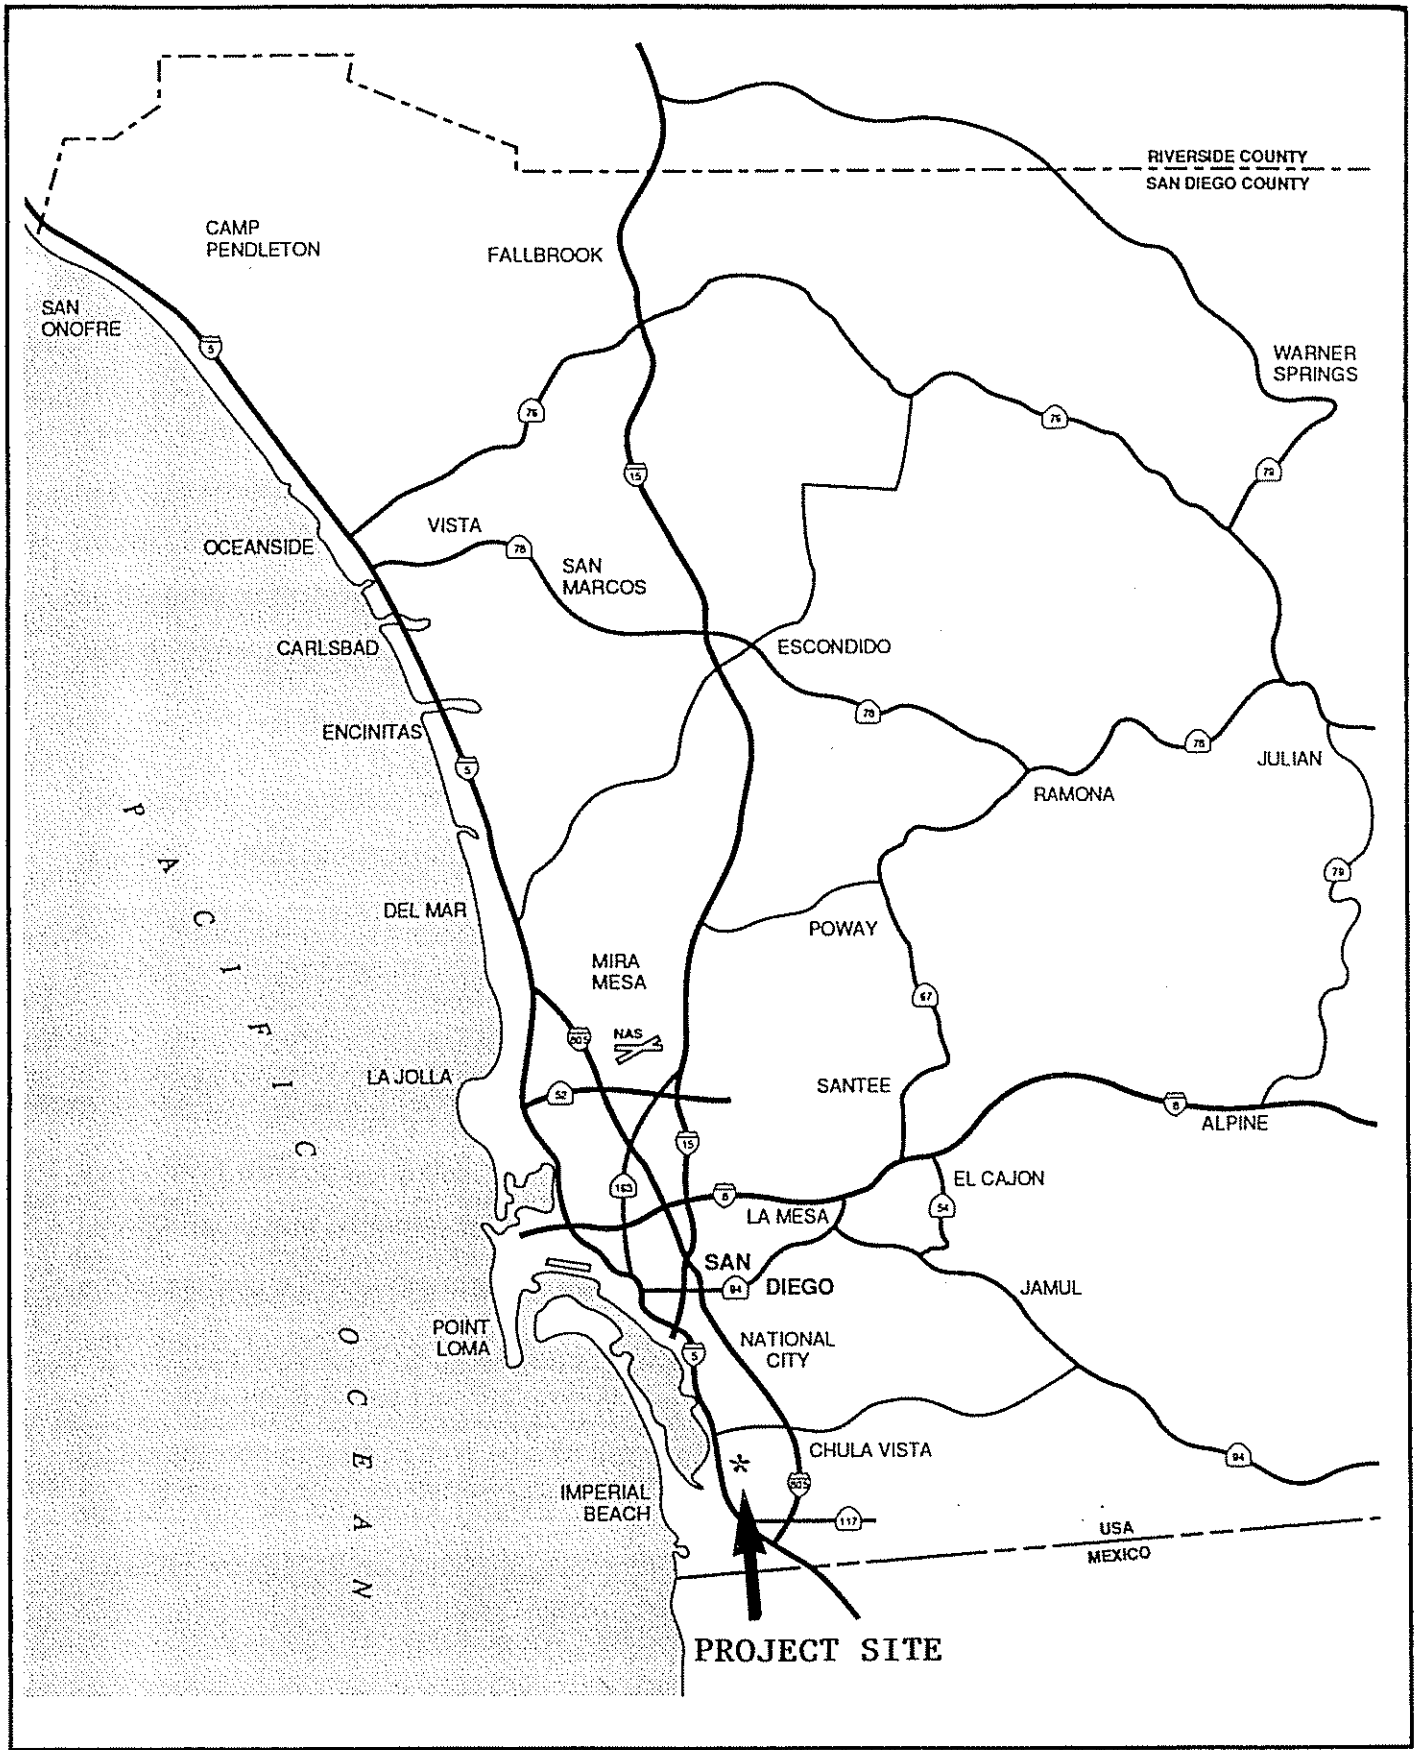 RIVERSIDE COUNTY
SAN DIEGO COUNTY
CAMP
PENDLETON
FALLBROOK
SAN
ONOFRE
5
WARNER
SPRINGS
76
76
79
15
VISTA
78
OCEANSIDE
SAN
MARCOS
CARLSBAD
ESCONDIDO
ENCINITAS
78
78
5
JULIAN
RAMONA
PACIFIC OCEAN
79
DEL MAR
POWAY
MIRA
MESA
67
NAS
805
LA JOLLA
SANTEE
52
8
ALPINE
15
163
8
EL CAJON
54
LA MESA
SAN
DIEGO
94
JAMUL
POINT
LOMA
NATIONAL
CITY
5
CHULA VISTA
94
*
805
IMPERIAL
BEACH
117
USA
MEXICO
PROJECT SITE